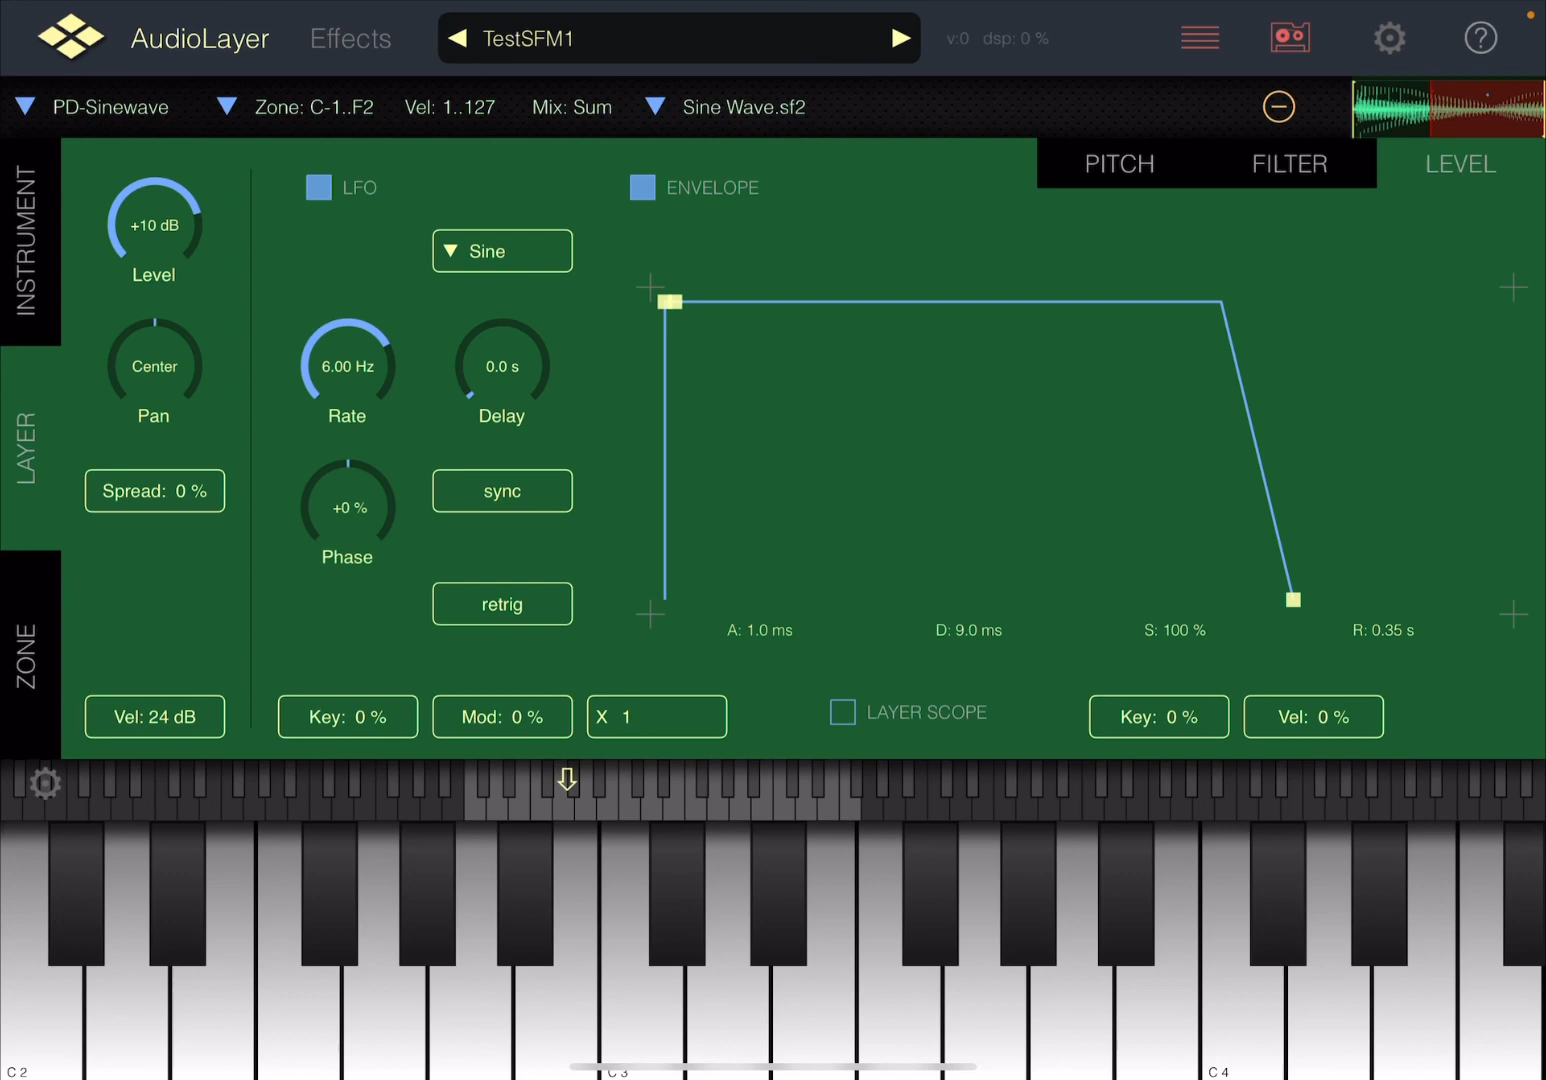 AudioLayer Effects TestSFM1 v:0 dsp: 0 % ?
PD-Sinewave Zone: C-1..F2 Vel: 1..127 Mix: Sum Sine Wave.sf2
PITCH FILTER LEVEL
INSTRUMENT
LAYER
ZONE
+10 dB
Level
Center
Pan
Spread: 0 %
Vel: 24 dB
LFO
Sine
6.00 Hz
Rate
0.0 s
Delay
+0 %
Phase
sync
retrig
Key: 0 % Mod: 0 % X 1
ENVELOPE
A: 1.0 ms D: 9.0 ms S: 100 % R: 0.35 s
LAYER SCOPE
Key: 0 % Vel: 0 %
C 2 C 3 C 4